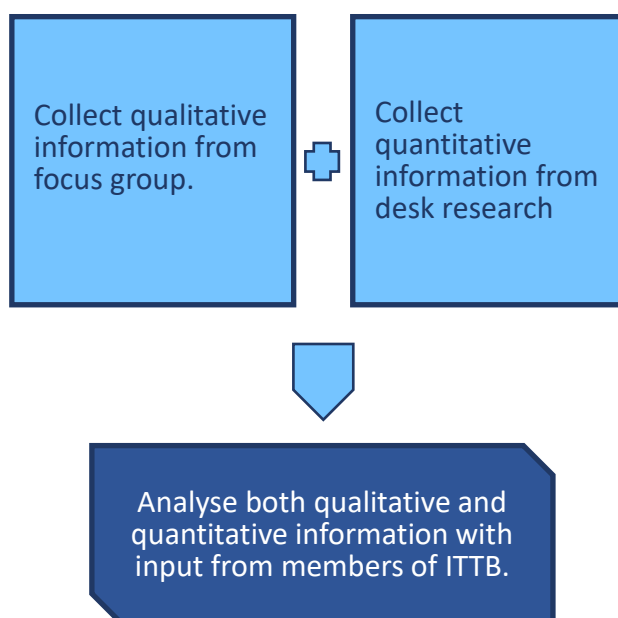 Collect qualitative
information from
focus group.
Collect
quantitative
information from
desk research
Analyse both qualitative and
quantitative information with
input from members of ITTB.